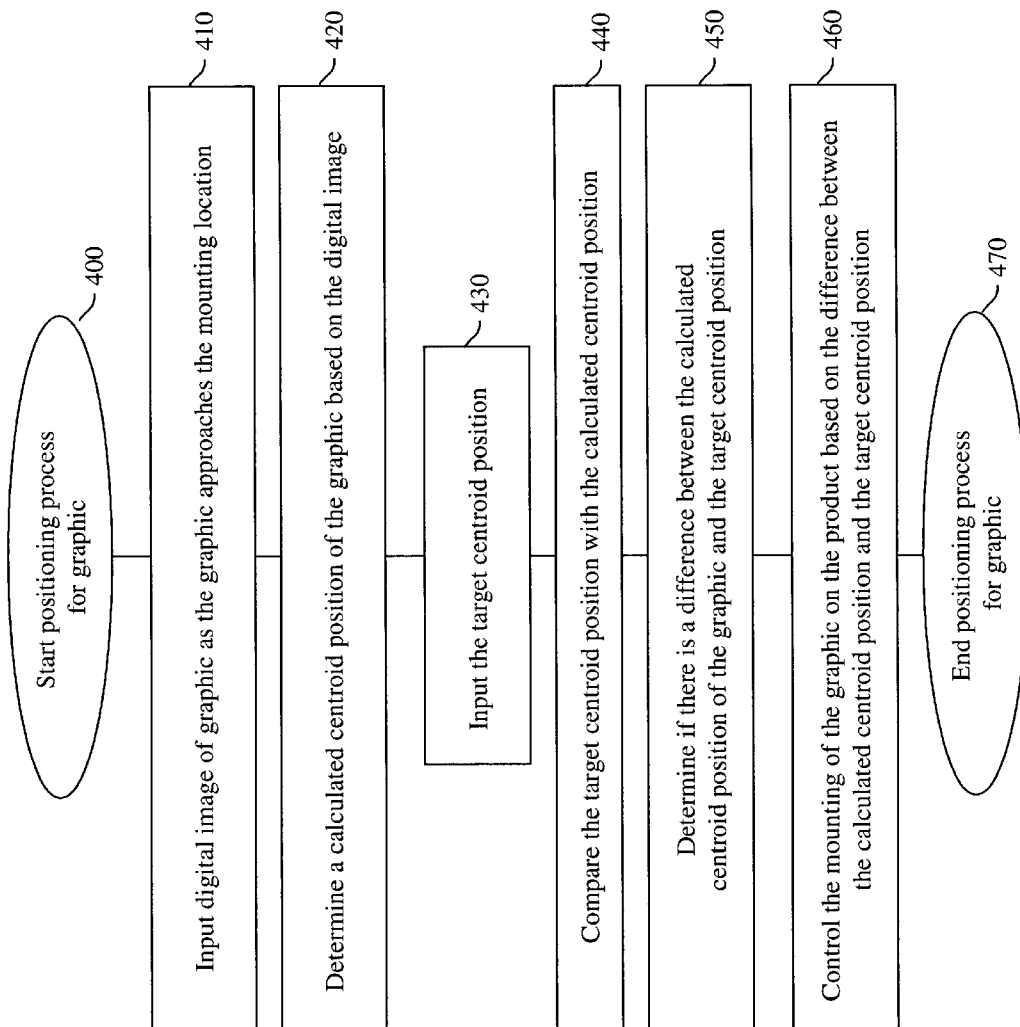 Start positioning process
for graphic
400
Input digital image of graphic as the graphic approaches the mounting location
410
Determine a calculated centroid position of the graphic based on the digital image
420
Input the target centroid position
430
Compare the target centroid position with the calculated centroid position
440
Determine if there is a difference between the calculated
centroid position of the graphic and the target centroid position
450
Control the mounting of the graphic on the product based on the difference between
the calculated centroid position and the target centroid position
460
End positioning process
for graphic
470